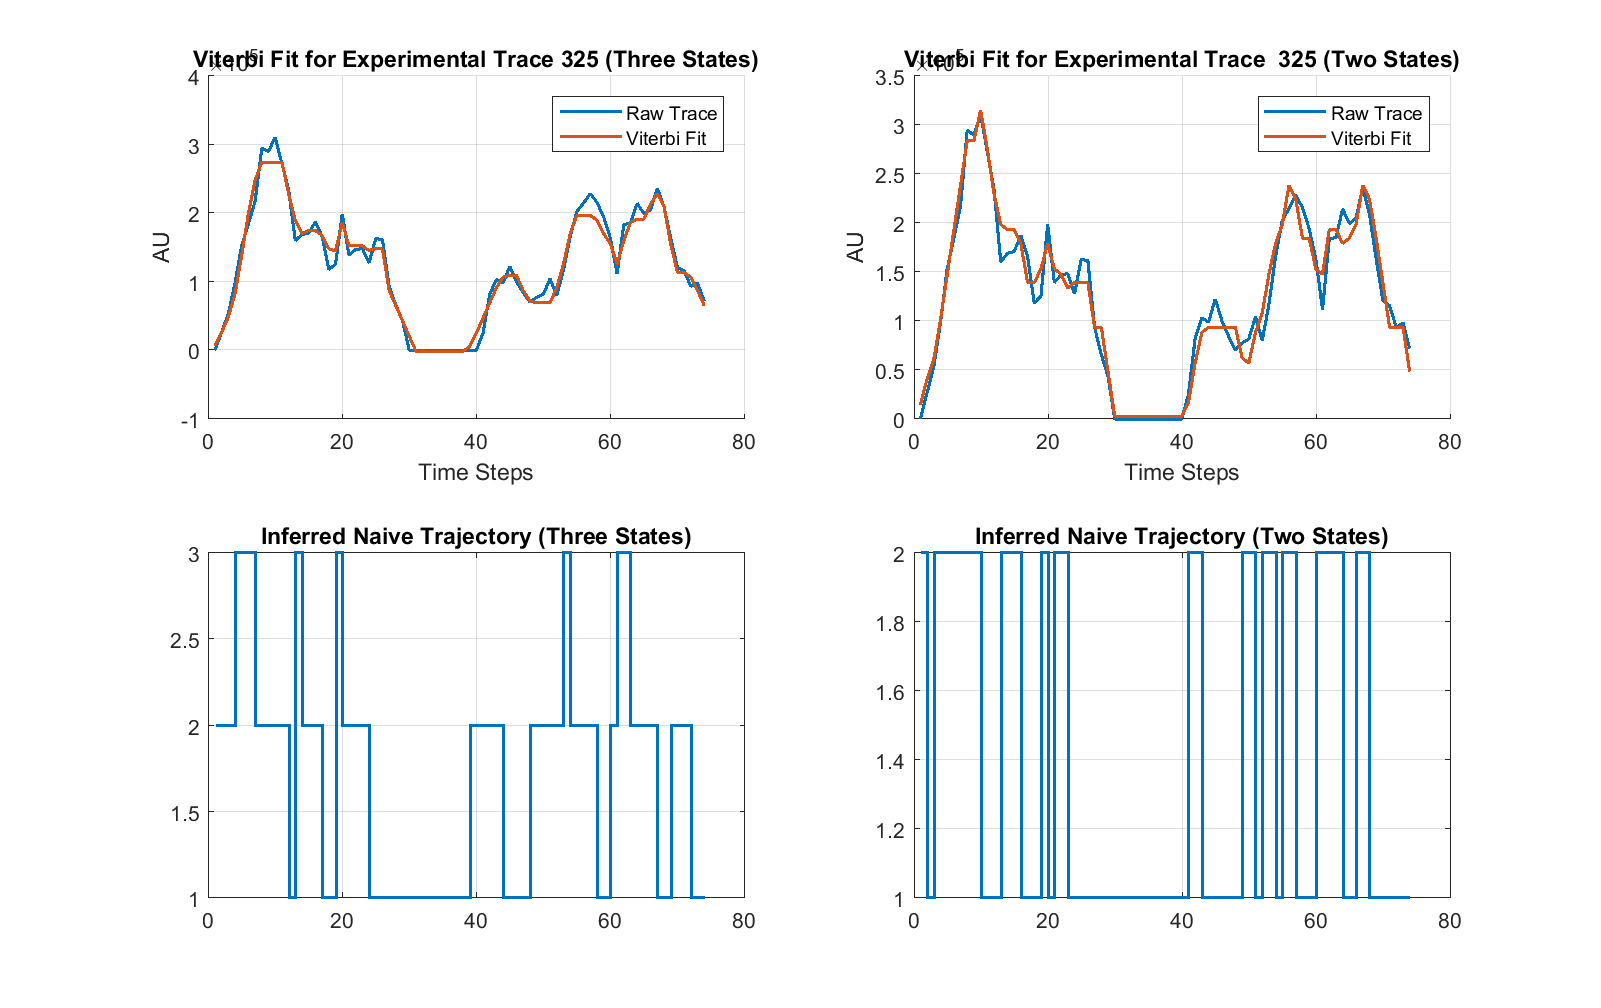 Viterbi Fit for Experimental Trace 325 (Three States)
×10^5
4
3
2
1
0
-1
AU
Raw Trace
Viterbi Fit
0 20 40 60 80
Time Steps
Viterbi Fit for Experimental Trace  325 (Two States)
×10^5
3.5
3
2.5
2
1.5
1
0.5
0
AU
Raw Trace
Viterbi Fit
0 20 40 60 80
Time Steps
Inferred Naive Trajectory (Three States)
3
2.5
2
1.5
1
0 20 40 60 80
Inferred Naive Trajectory (Two States)
2
1.8
1.6
1.4
1.2
1
0 20 40 60 80